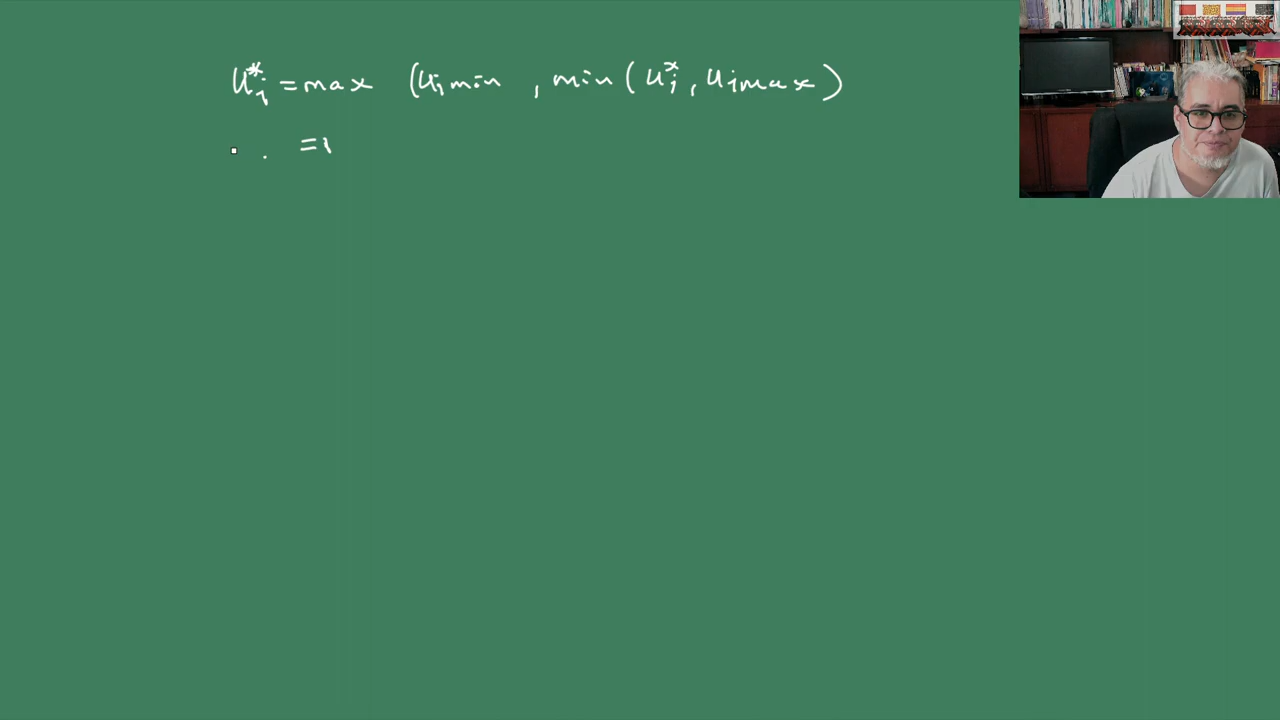 u*i = max (ui min , min ( u*i , ui max )
=